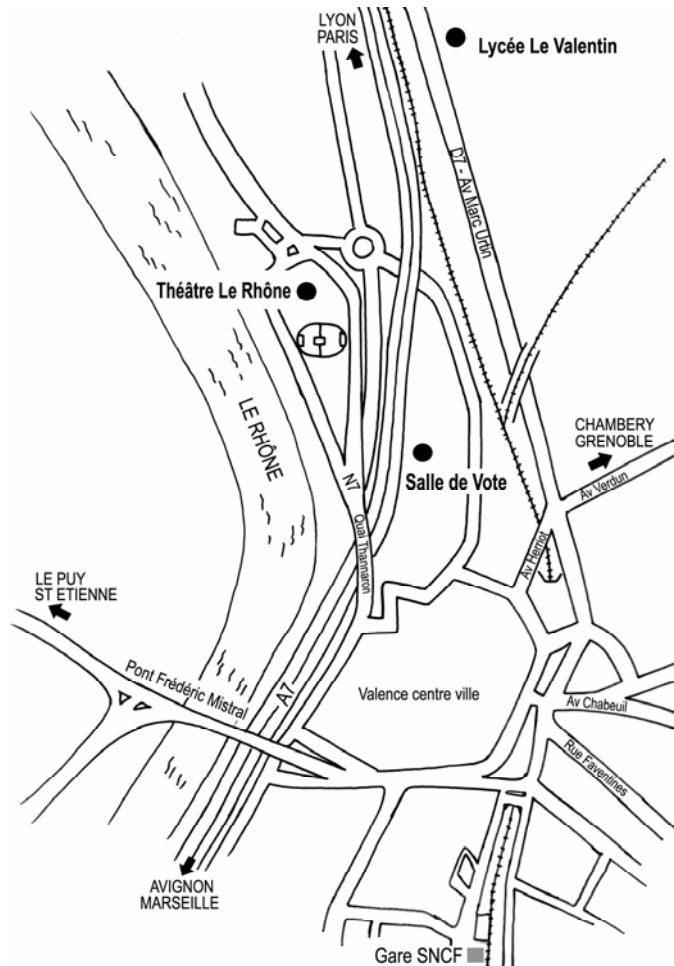 LYON
PARIS
Lycée Le Valentin
D7 - Av Marc Urtin
Théâtre Le Rhône
LE RHÔNE
CHAMBERY
GRENOBLE
Av Verdun
Salle de Vote
N7
Quai Thannaron
Av Herriot
LE PUY
ST ETIENNE
Pont Frédéric Mistral
A7
Valence centre ville
Av Chabeuil
Rue Faventines
AVIGNON
MARSEILLE
Gare SNCF